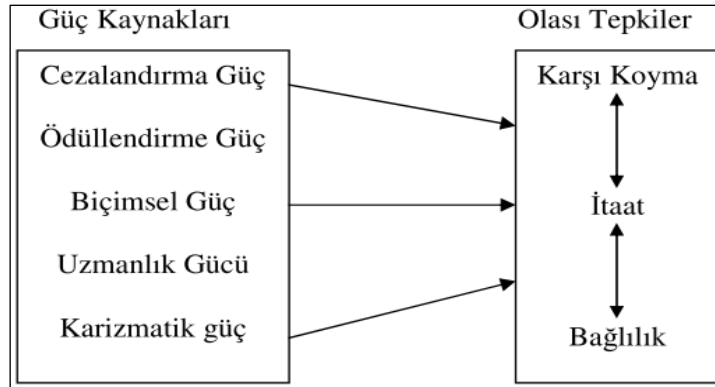 Güç Kaynakları
Cezalandırma Güç
Ödüllendirme Güç
Biçimsel Güç
Uzmanlık Gücü
Karizmatik güç
Olası Tepkiler
Karşı Koyma
İtaat
Bağlılık